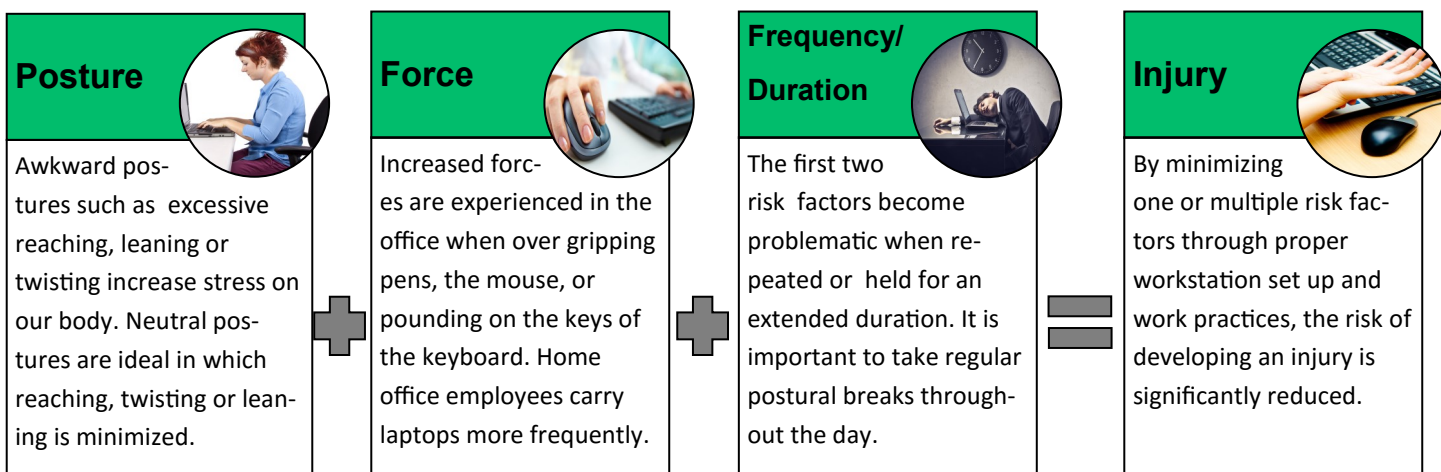 Posture
Awkward pos-
tures such as  excessive
reaching, leaning or
twisting increase stress on
our body. Neutral pos-
tures are ideal in which
reaching, twisting or lean-
ing is minimized.
Force
Increased forc-
es are experienced in the
office when over gripping
pens, the mouse, or
pounding on the keys of
the keyboard. Home
office employees carry
laptops more frequently.
Frequency/
Duration
The first two
risk  factors become
problematic when re-
peated or  held for an
extended duration. It is
important to take regular
postural breaks through-
out the day.
Injury
By minimizing
one or multiple risk fac-
tors through proper
workstation set up and
work practices, the risk of
developing an injury is
significantly reduced.